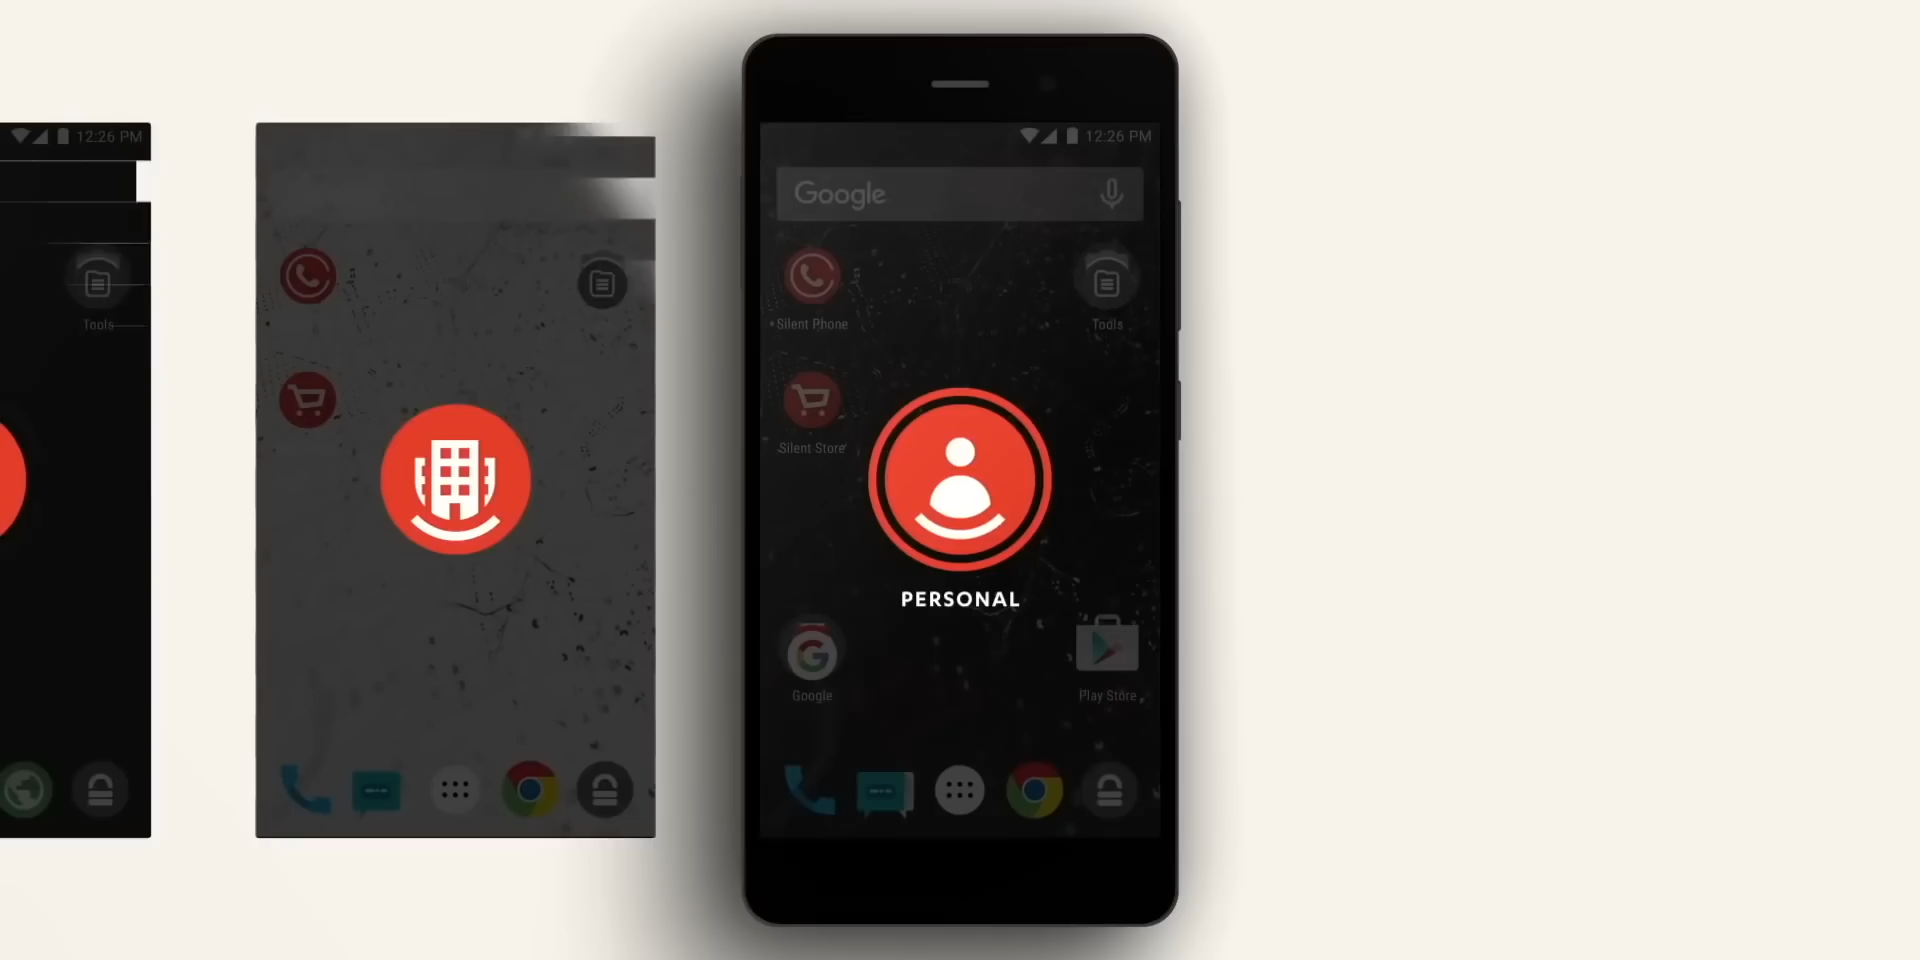 12:26 PM
Tools
12:26 PM
Google
Silent Phone
Tools
Silent Store
PERSONAL
Google
Play Store